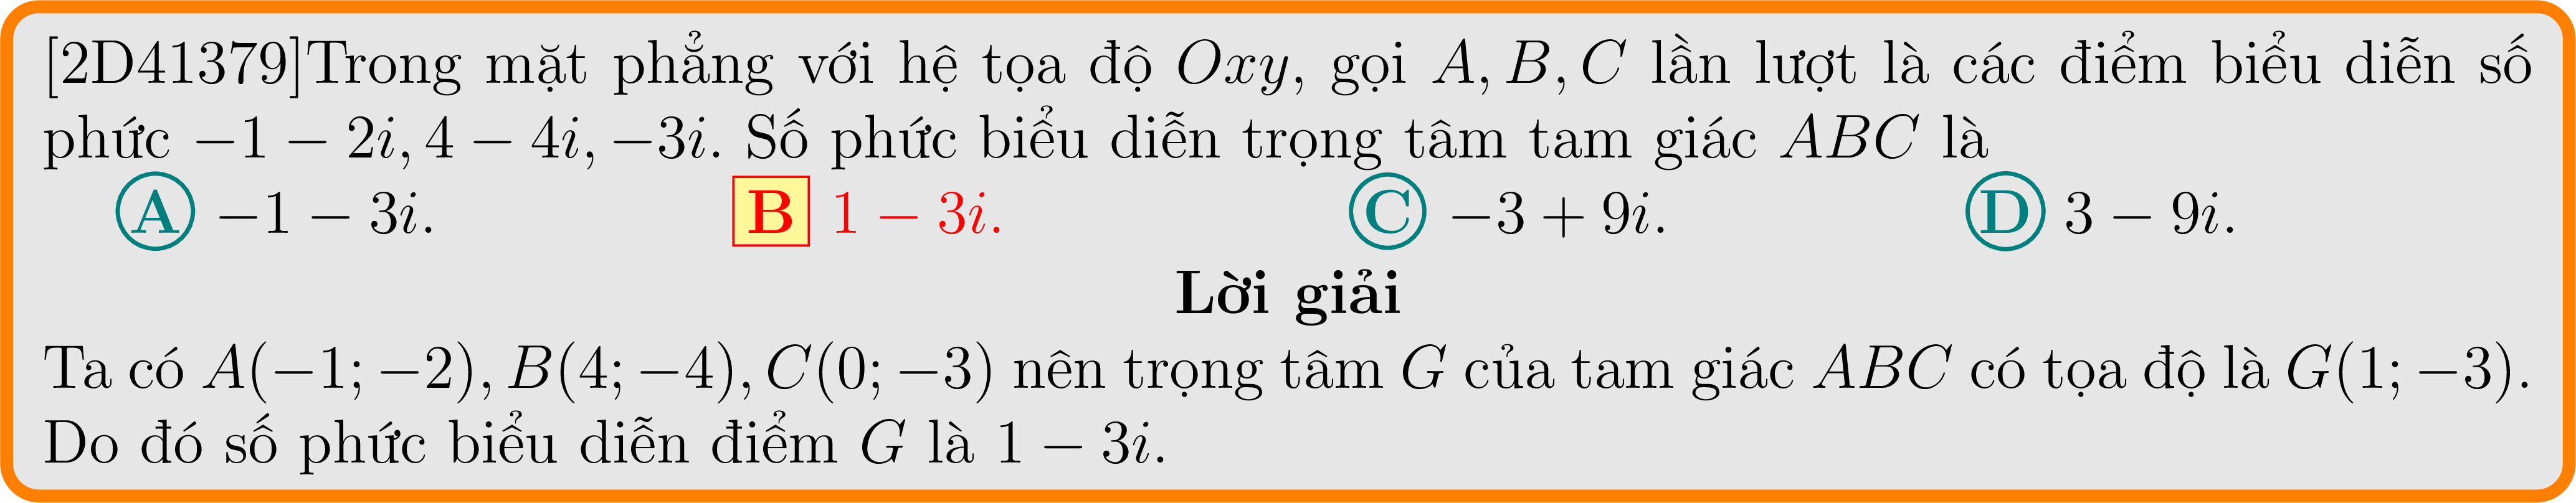 [2D41379]Trong mặt phẳng với hệ tọa độ Oxy, gọi A, B, C lần lượt là các điểm biểu diễn số
phức −1 − 2i, 4 − 4i, −3i. Số phức biểu diễn trọng tâm tam giác ABC là
A −1 − 3i. B 1 − 3i. C −3 + 9i. D 3 − 9i.
Lời giải
Ta có A(−1; −2), B(4; −4), C(0; −3) nên trọng tâm G của tam giác ABC có tọa độ là G(1; −3).
Do đó số phức biểu diễn điểm G là 1 − 3i.